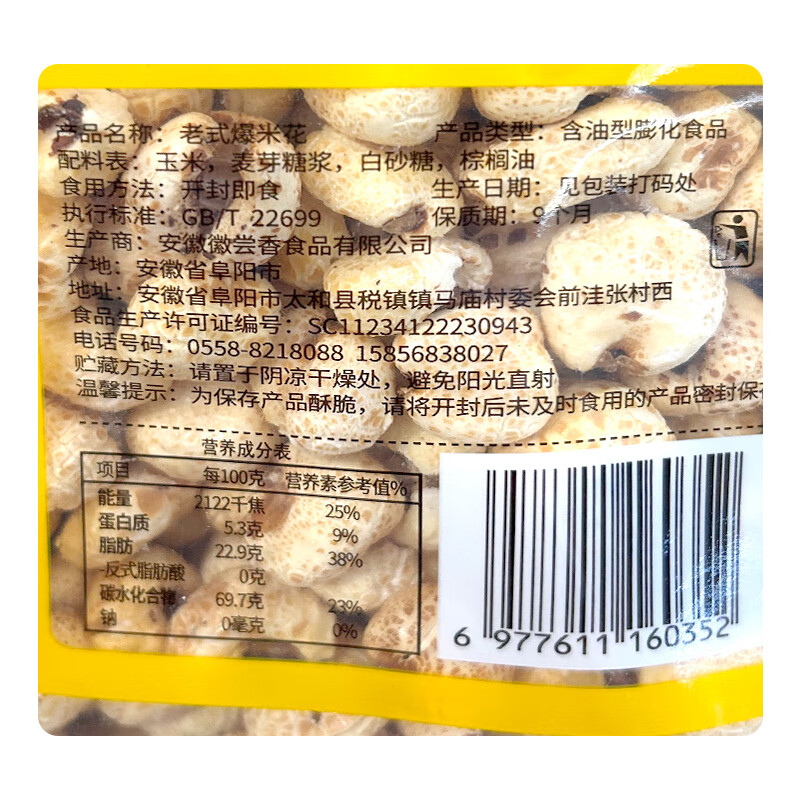 产品名称：老式爆米花 产品类型：含油型膨化食品
配料表：玉米，麦芽糖浆，白砂糖，棕榈油
食用方法：开封即食 生产日期：见包装打码处
执行标准：GB/T 22699 保质期：9个月
生产商：安徽徽尝香食品有限公司
产地：安徽省阜阳市
地址：安徽省阜阳市太和县税镇镇马庙村委会前洼张村西
食品生产许可证编号：SC11234122230943
电话号码：0558-8218088 15856838027
贮藏方法：请置于阴凉干燥处，避免阳光直射
温馨提示：为保存产品酥脆，请将开封后未及时食用的产品密封保存
营养成分表
项目 每100克 营养素参考值%
能量 2122千焦 25%
蛋白质 5.3克 9%
脂肪 22.9克 38%
-反式脂肪酸 0克
碳水化合物 69.7克 23%
钠 0毫克 0%
6 977611 160352